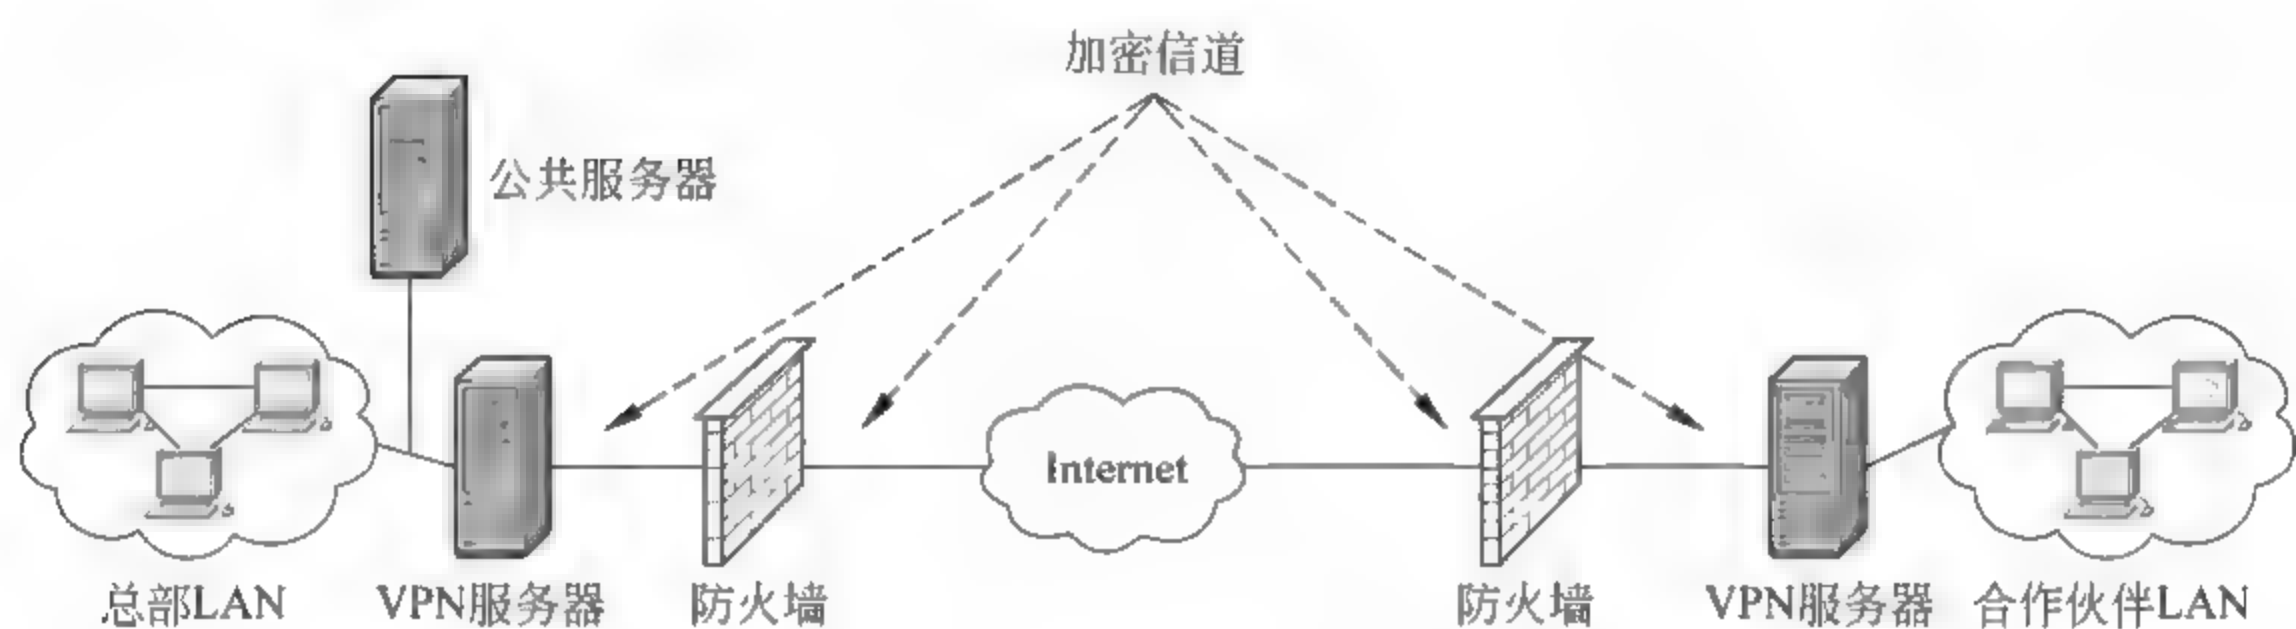 加密信道
公共服务器
Internet
总部LAN
VPN服务器
防火墙
防火墙
VPN服务器
合作伙伴LAN